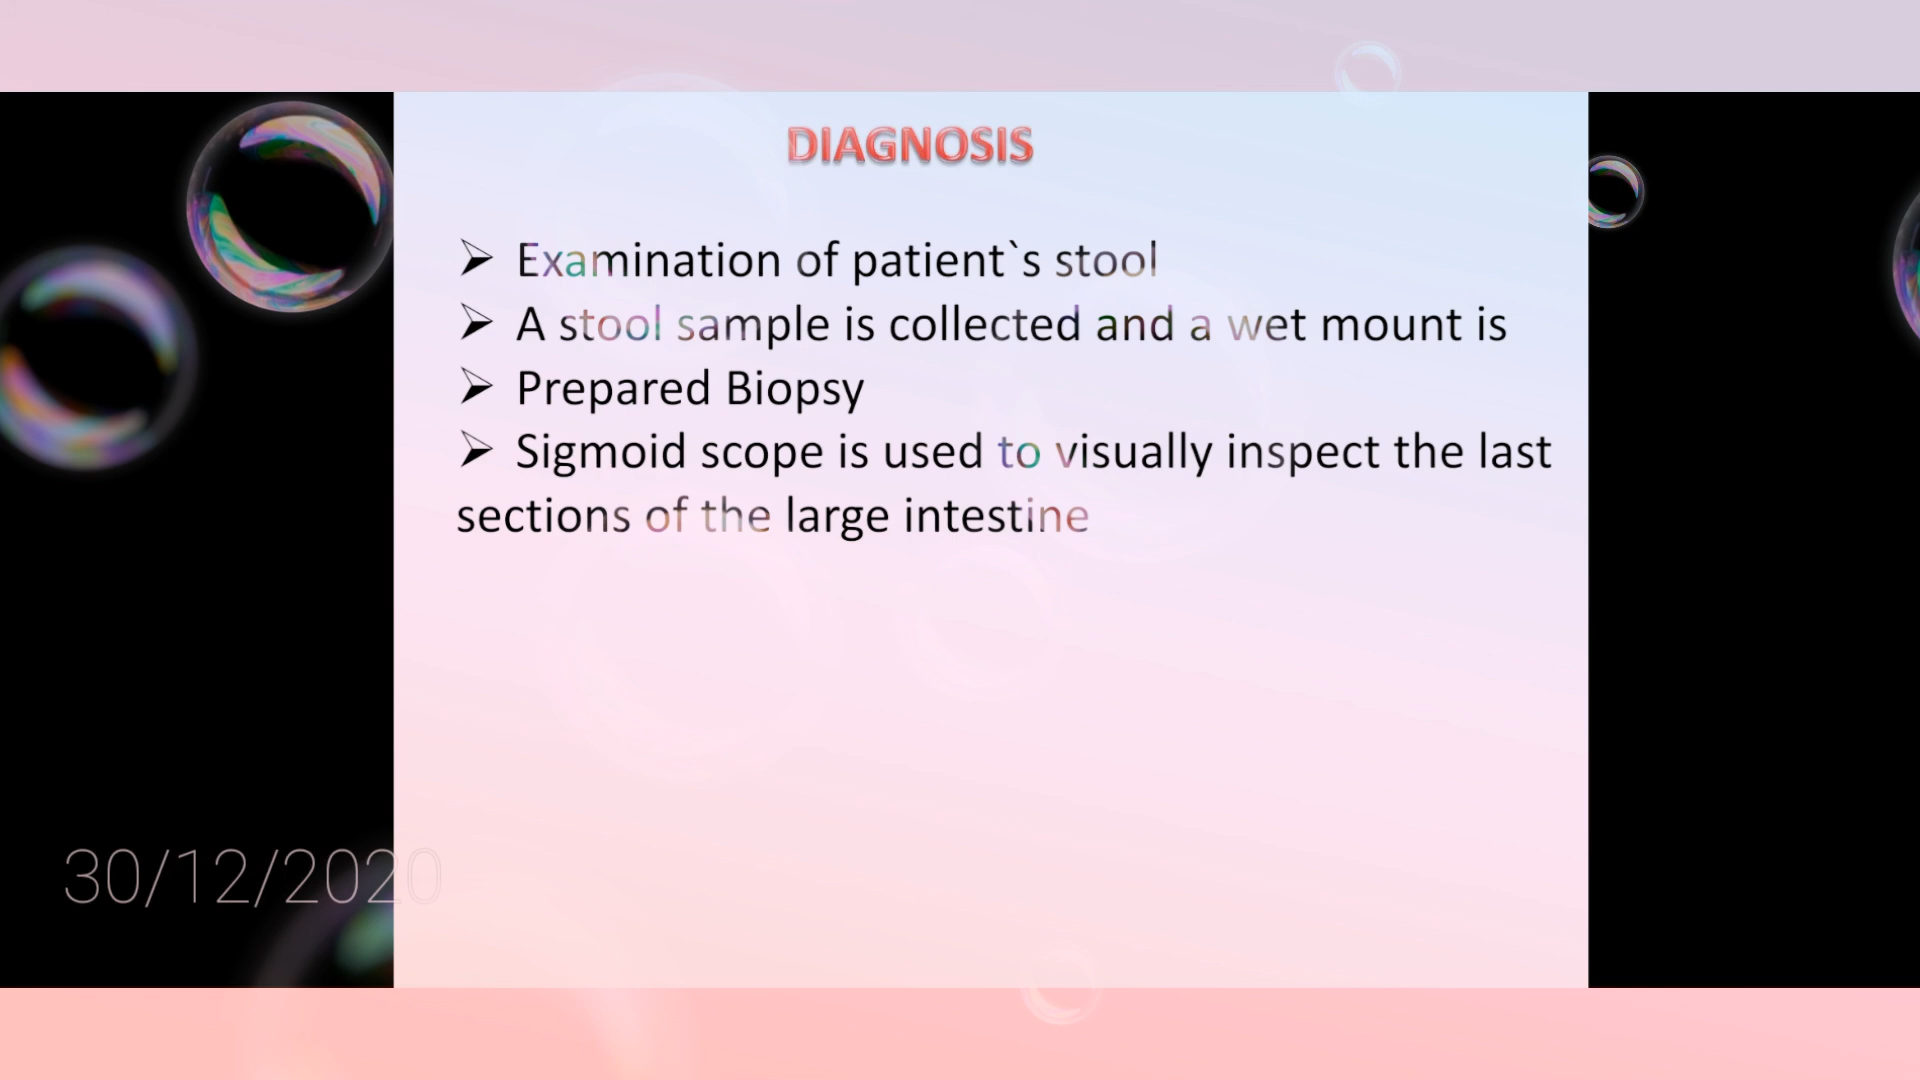 DIAGNOSIS
➢ Examination of patient`s stool
➢ A stool sample is collected and a wet mount is
➢ Prepared Biopsy
➢ Sigmoid scope is used to visually inspect the last
sections of the large intestine
30/12/2020